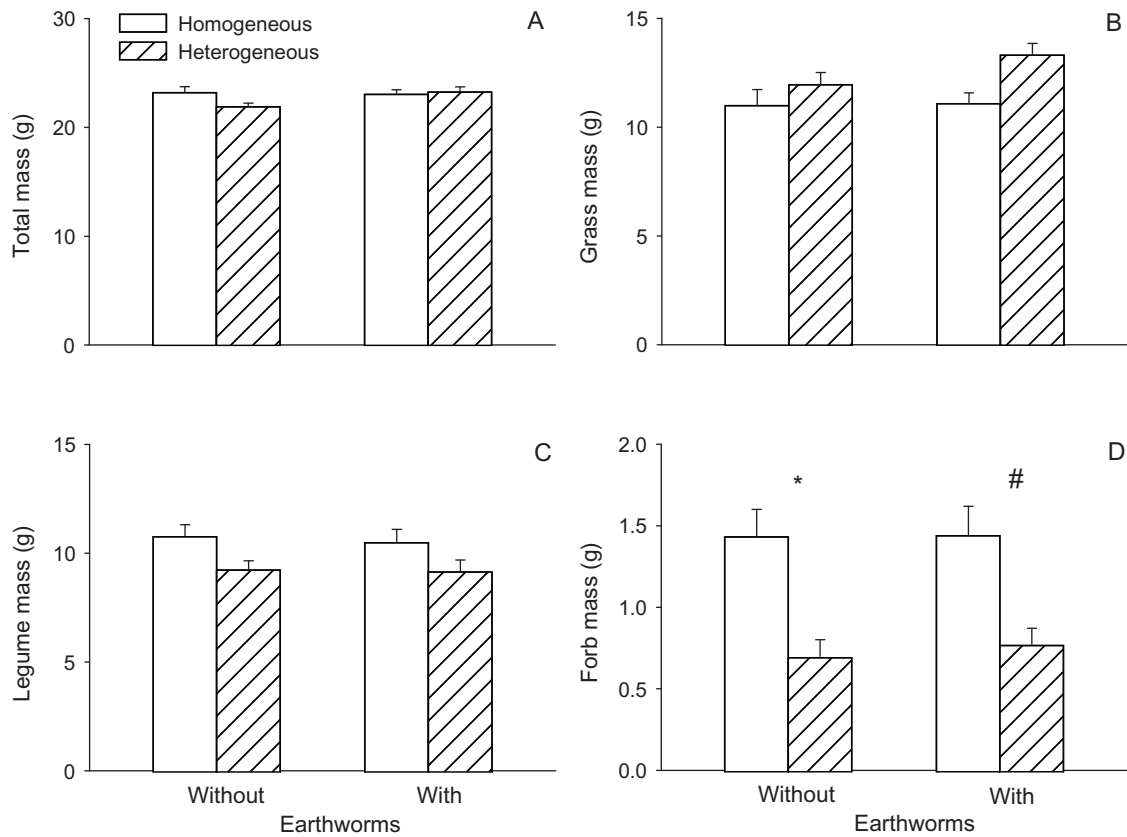 A
Homogeneous
Heterogeneous
30
20
10
0
Total mass (g)
B
15
10
5
0
Grass mass (g)
C
15
10
5
0
Legume mass (g)
Without
With
Earthworms
D
2.0
1.5
1.0
0.5
0.0
Forb mass (g)
*
#
Without
With
Earthworms